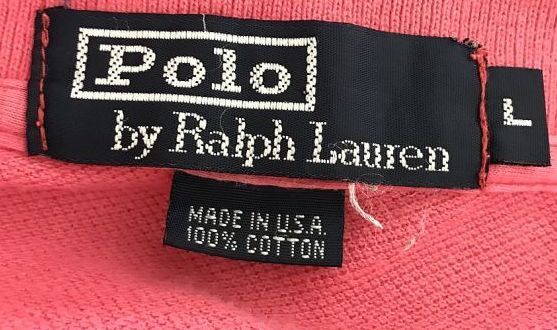 Polo
by Ralph Lauren
L
MADE IN U.S.A.
100% COTTON